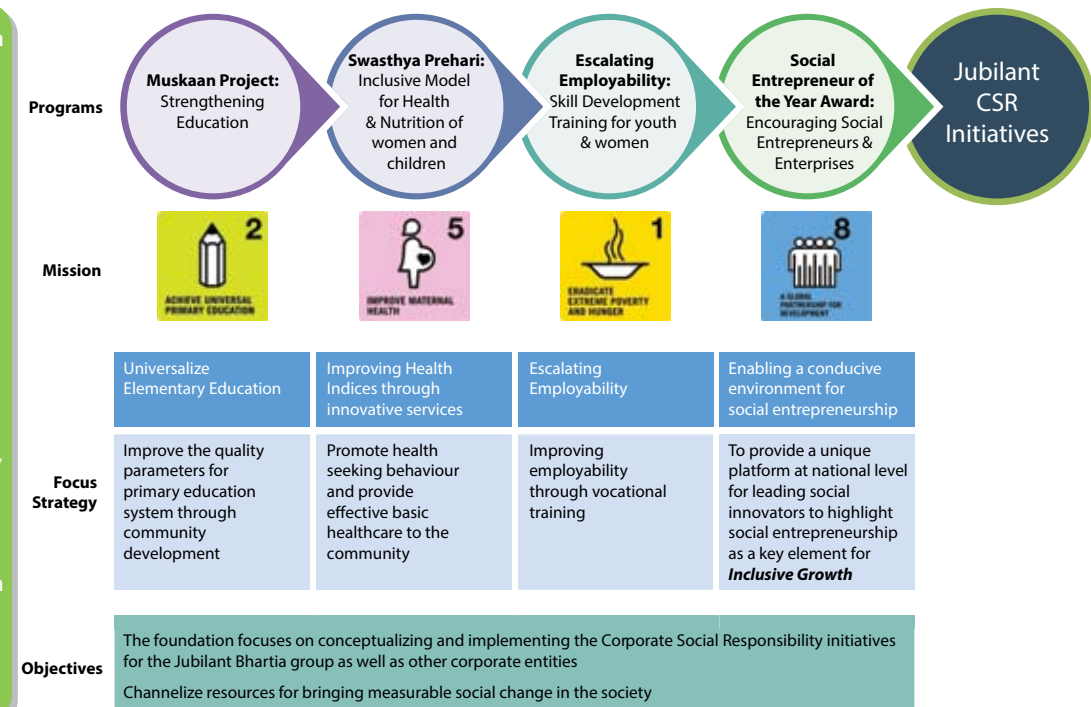 Programs
Muskaan Project:
Strengthening
Education
Swasthya Prehari:
Inclusive Model
for Health
& Nutrition of
women and
children
Escalating
Employability:
Skill Development
Training for youth
& women
Social
Entrepreneur of
the Year Award:
Encouraging Social
Entrepreneurs &
Enterprises
Jubilant
CSR
Initiatives
Mission
2
ACHIEVE UNIVERSAL
PRIMARY EDUCATION
5
IMPROVE MATERNAL
HEALTH
1
ERADICATE
EXTREME POVERTY
AND HUNGER
8
A GLOBAL
PARTNERSHIP FOR
DEVELOPMENT
Focus
Strategy
Universalize
Elementary Education
Improving Health
Indices through
innovative services
Escalating
Employability
Enabling a conducive
environment for
social entrepreneurship
Improve the quality
parameters for
primary education
system through
community
development
Promote health
seeking behaviour
and provide
effective basic
healthcare to the
community
Improving
employability
through vocational
training
To provide a unique
platform at national level
for leading social
innovators to highlight
social entrepreneurship
as a key element for
Inclusive Growth
Objectives
The foundation focuses on conceptualizing and implementing the Corporate Social Responsibility initiatives
for the Jubilant Bhartia group as well as other corporate entities
Channelize resources for bringing measurable social change in the society